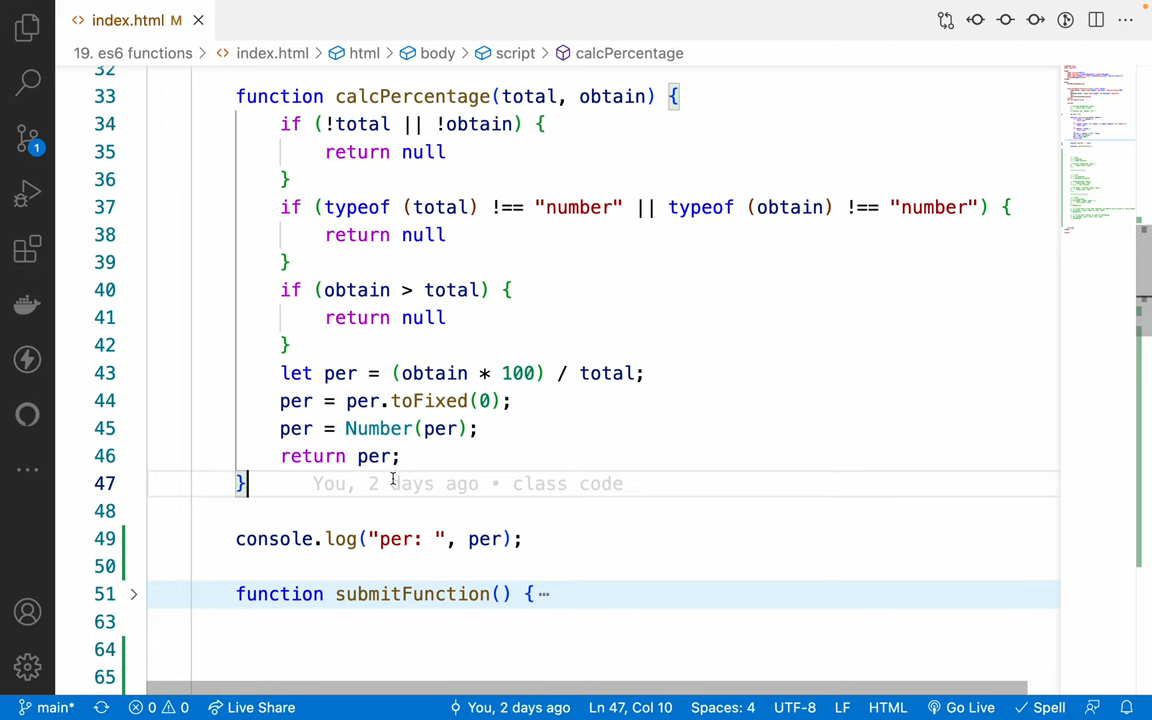 index.html M
19. es6 functions > index.html > html > body > script > calcPercentage
32
33 function calcPercentage(total, obtain) {
34 if (!total || !obtain) {
35 return null
36 }
37 if (typeof (total) !== "number" || typeof (obtain) !== "number") {
38 return null
39 }
40 if (obtain > total) {
41 return null
42 }
43 let per = (obtain * 100) / total;
44 per = per.toFixed(0);
45 per = Number(per);
46 return per;
47 } You, 2 days ago • class code
48
49 console.log("per: ", per);
50
51 function submitFunction() {…
63
64
65
1
main* 0 0 Live Share You, 2 days ago Ln 47, Col 10 Spaces: 4 UTF-8 LF HTML Go Live Spell